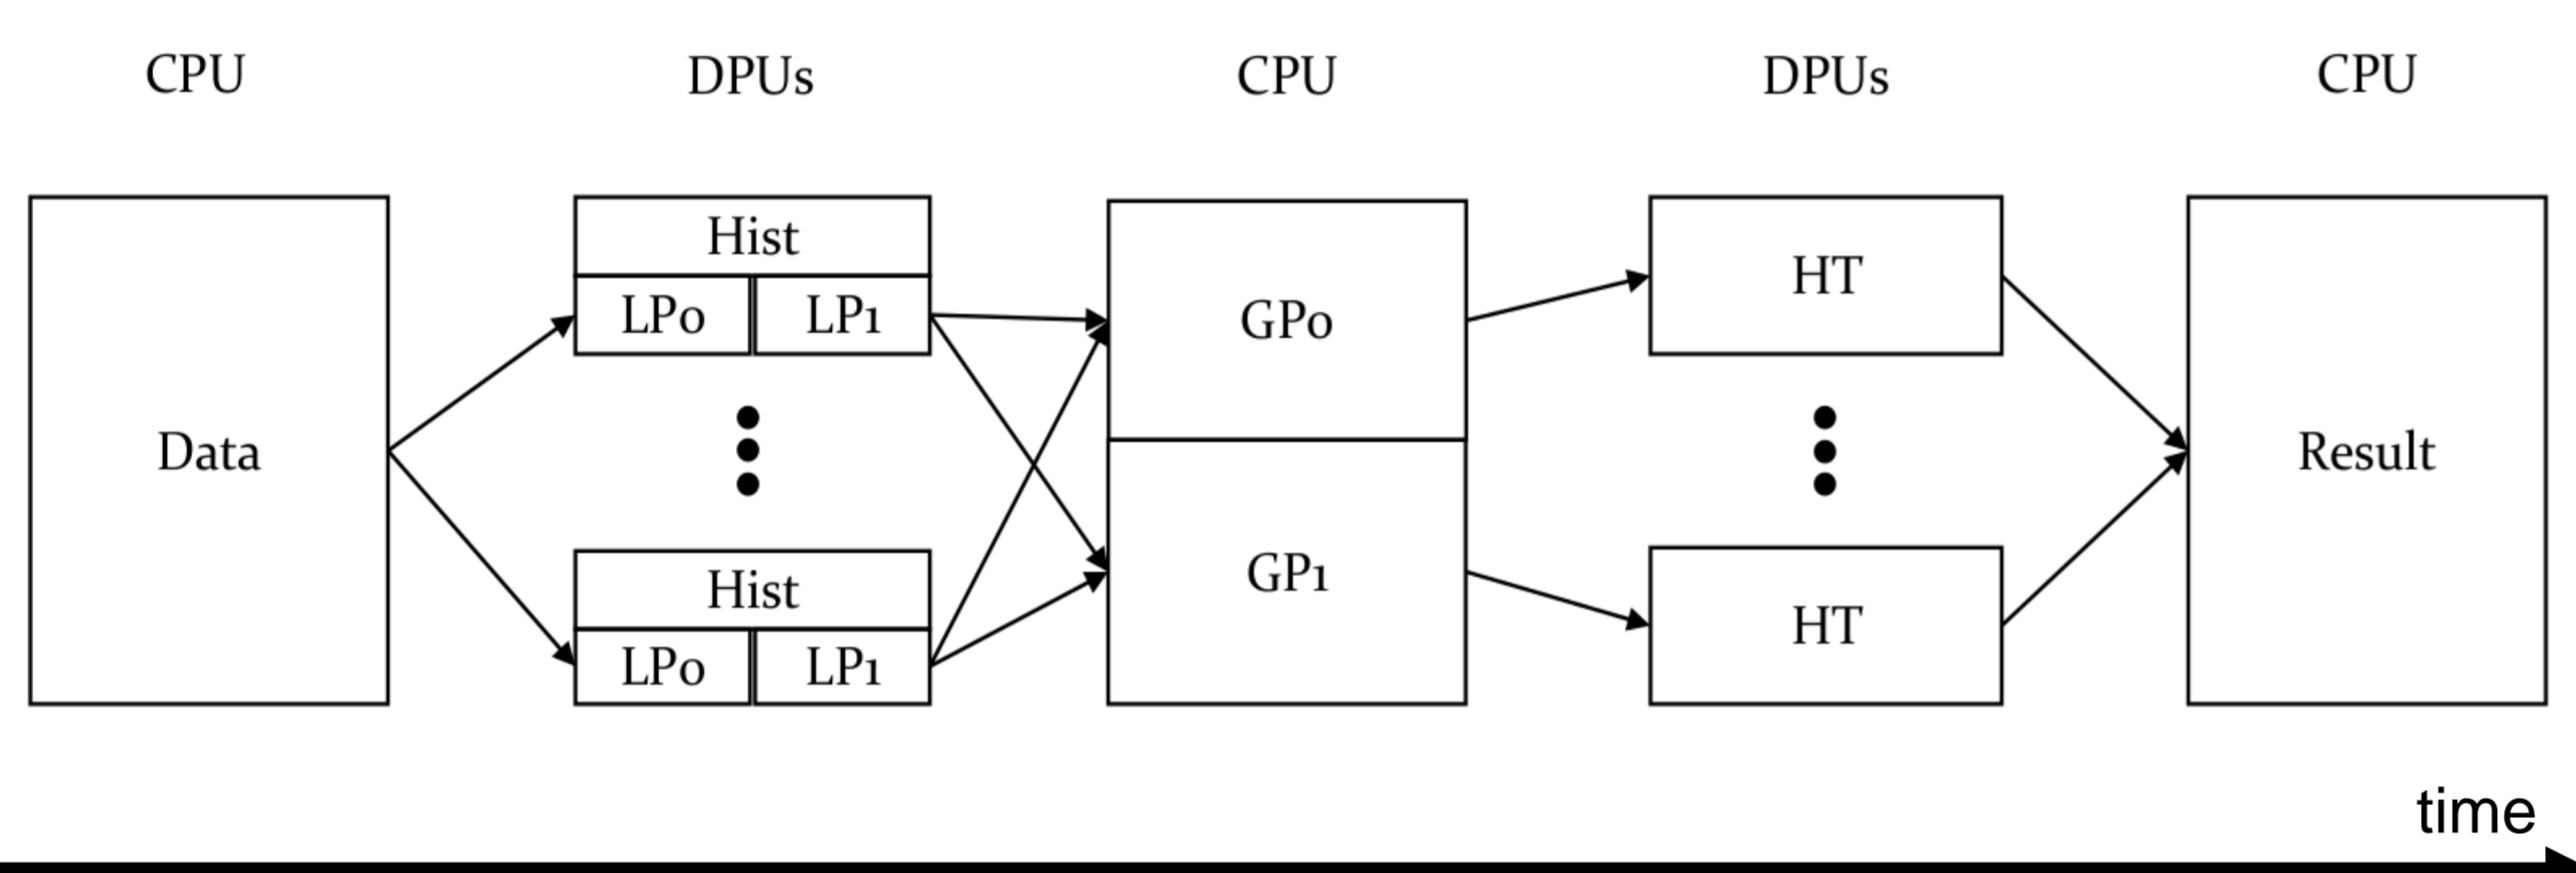 CPU DPUs CPU DPUs CPU
Hist
LP0 LP1
HT
GP0
Data
Result
Hist
GP1
LP0 LP1
HT
time